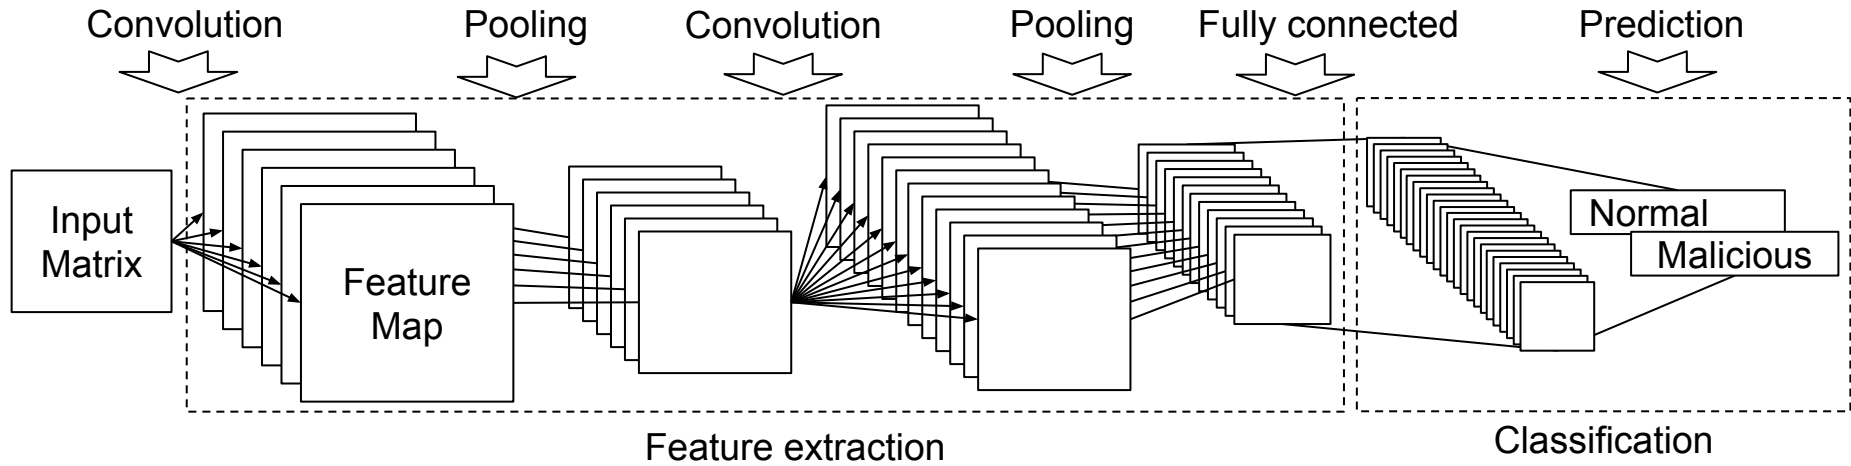 Convolution
Pooling
Convolution
Pooling
Fully connected
Prediction
Input
Matrix
Feature
Map
Normal
Malicious
Feature extraction
Classification